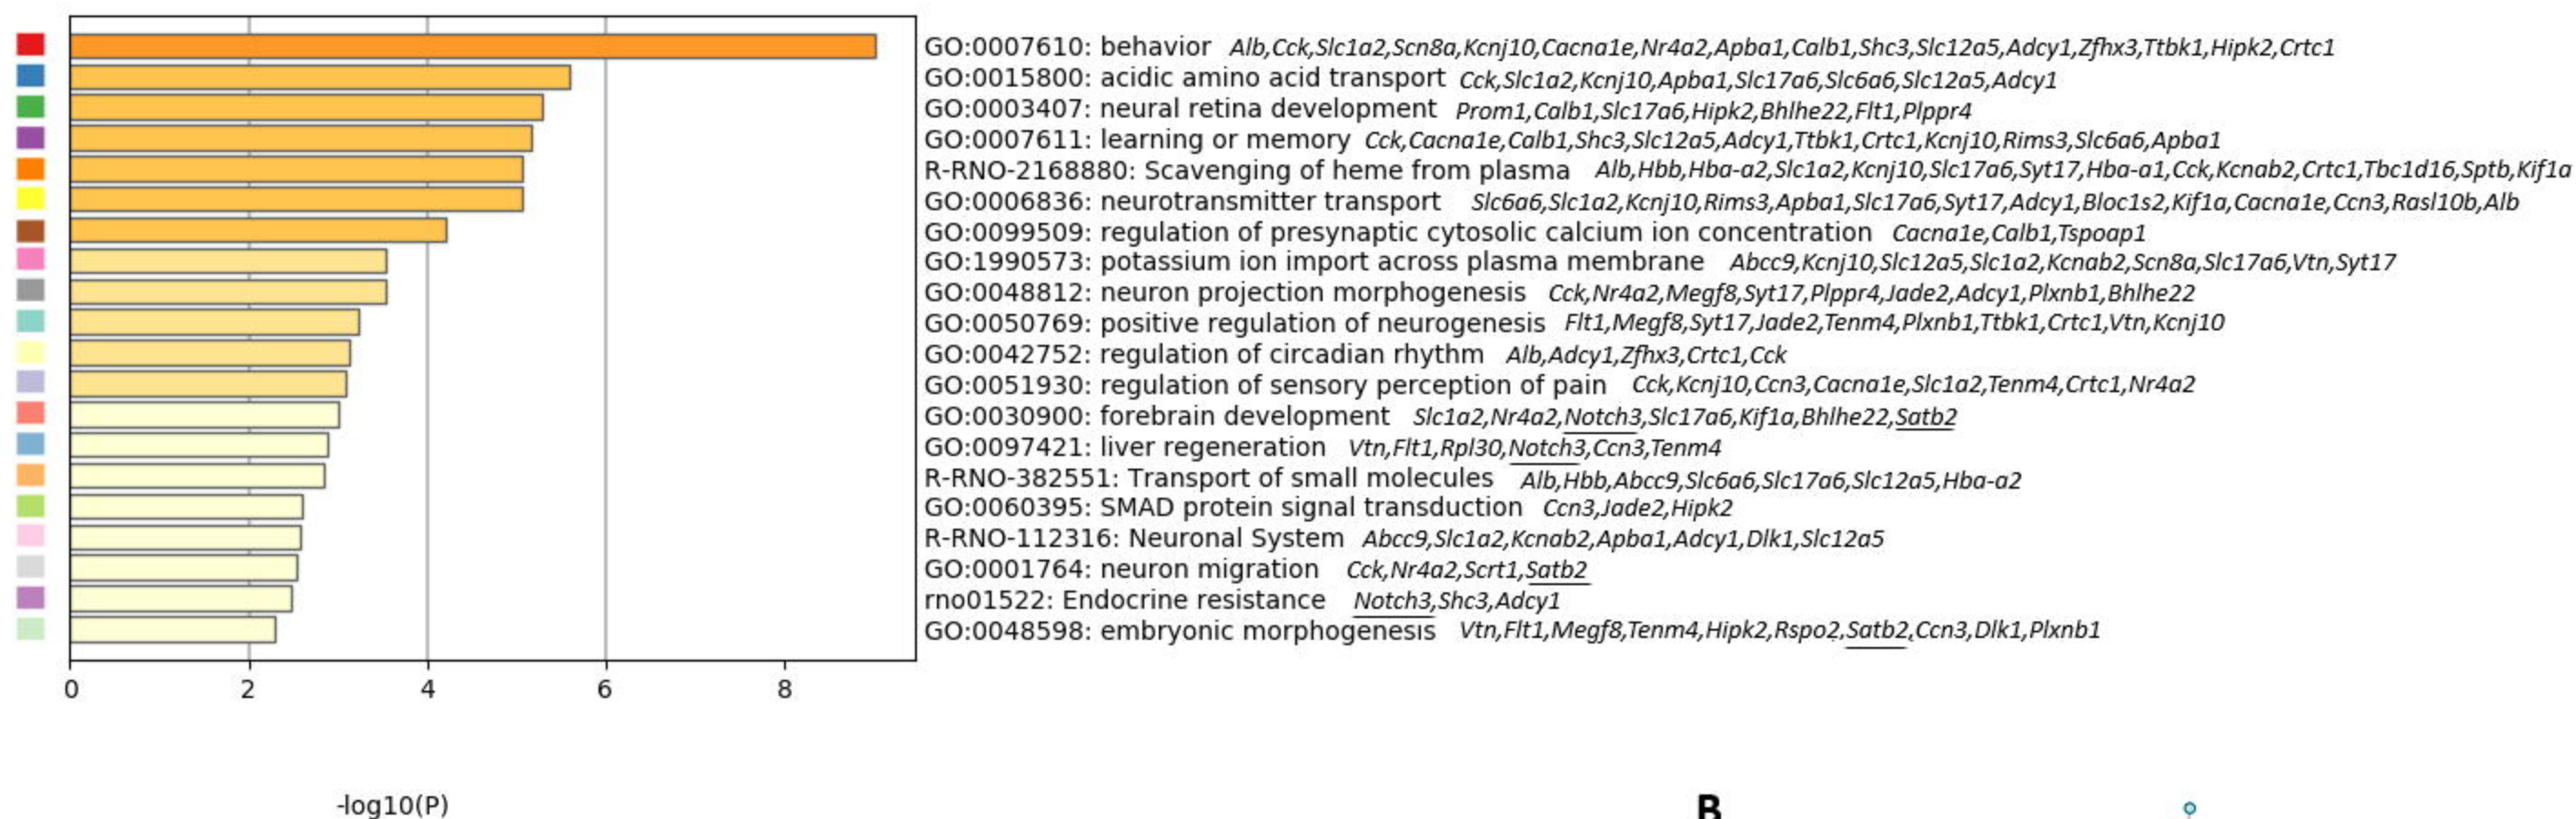 GO:0007610: behavior Alb,Cck,Slc1a2,Scn8a,Kcnj10,Cacna1e,Nr4a2,Apba1,Calb1,Shc3,Slc12a5,Adcy1,Zfhx3,Ttbk1,Hipk2,Crtc1
GO:0015800: acidic amino acid transport Cck,Slc1a2,Kcnj10,Apba1,Slc17a6,Slc6a6,Slc12a5,Adcy1
GO:0003407: neural retina development Prom1,Calb1,Slc17a6,Hipk2,Bhlhe22,Flt1,Plppr4
GO:0007611: learning or memory Cck,Cacna1e,Calb1,Shc3,Slc12a5,Adcy1,Ttbk1,Crtc1,Kcnj10,Rims3,Slc6a6,Apba1
R-RNO-2168880: Scavenging of heme from plasma Alb,Hbb,Hba-a2,Slc1a2,Kcnj10,Slc17a6,Syt17,Hba-a1,Cck,Kcnab2,Crtc1,Tbc1d16,Sptb,Kif1a
GO:0006836: neurotransmitter transport Slc6a6,Slc1a2,Kcnj10,Rims3,Apba1,Slc17a6,Syt17,Adcy1,Bloc1s2,Kif1a,Cacna1e,Ccn3,Rasl10b,Alb
GO:0099509: regulation of presynaptic cytosolic calcium ion concentration Cacna1e,Calb1,Tspoap1
GO:1990573: potassium ion import across plasma membrane Abcc9,Kcnj10,Slc12a5,Slc1a2,Kcnab2,Scn8a,Slc17a6,Vtn,Syt17
GO:0048812: neuron projection morphogenesis Cck,Nr4a2,Megf8,Syt17,Plppr4,Jade2,Adcy1,Plxnb1,Bhlhe22
GO:0050769: positive regulation of neurogenesis Flt1,Megf8,Syt17,Jade2,Tenm4,Plxnb1,Ttbk1,Crtc1,Vtn,Kcnj10
GO:0042752: regulation of circadian rhythm Alb,Adcy1,Zfhx3,Crtc1,Cck
GO:0051930: regulation of sensory perception of pain Cck,Kcnj10,Ccn3,Cacna1e,Slc1a2,Tenm4,Crtc1,Nr4a2
GO:0030900: forebrain development Slc1a2,Nr4a2,Notch3,Slc17a6,Kif1a,Bhlhe22,Satb2
GO:0097421: liver regeneration Vtn,Flt1,Rpl30,Notch3,Ccn3,Tenm4
R-RNO-382551: Transport of small molecules Alb,Hbb,Abcc9,Slc6a6,Slc17a6,Slc12a5,Hba-a2
GO:0060395: SMAD protein signal transduction Ccn3,Jade2,Hipk2
R-RNO-112316: Neuronal System Abcc9,Slc1a2,Kcnab2,Apba1,Adcy1,Dlk1,Slc12a5
GO:0001764: neuron migration Cck,Nr4a2,Scrt1,Satb2
rno01522: Endocrine resistance Notch3,Shc3,Adcy1
GO:0048598: embryonic morphogenesis Vtn,Flt1,Megf8,Tenm4,Hipk2,Rspo2,Satb2,Ccn3,Dlk1,Plxnb1
0 2 4 6 8
-log10(P)
B